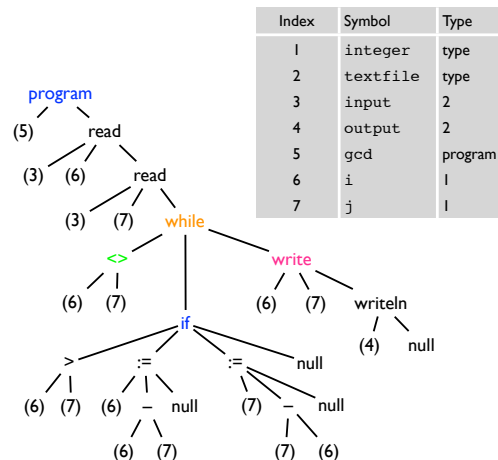 Index Symbol Type
1 integer type
2 textfile type
3 input 2
4 output 2
5 gcd program
6 i 1
7 j 1
program
(5) read
(3) (6) read
(3) (7) while
<> write
(6) (7) (6) (7) writeln
(4) null
if
> := := null
(6) (7) (6) − null (7) − null
(6) (7) (7) (6)